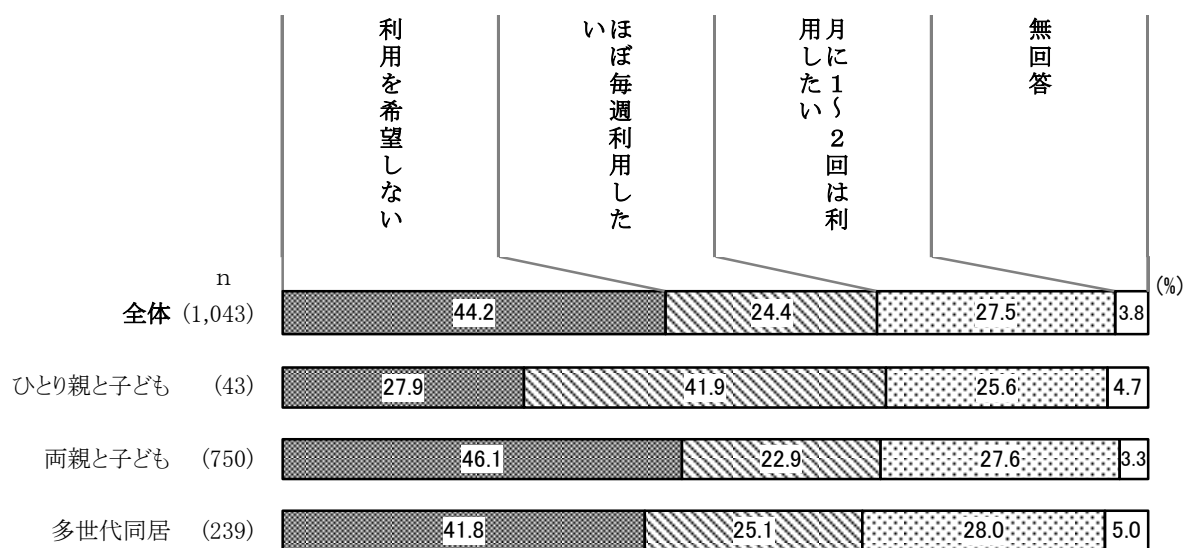 利用を希望しない
ほぼ毎週利用した
い
月に1～2回は利
用したい
無回答
n
(%)
全体 (1,043) 44.2 24.4 27.5 3.8
ひとり親と子ども (43) 27.9 41.9 25.6 4.7
両親と子ども (750) 46.1 22.9 27.6 3.3
多世代同居 (239) 41.8 25.1 28.0 5.0